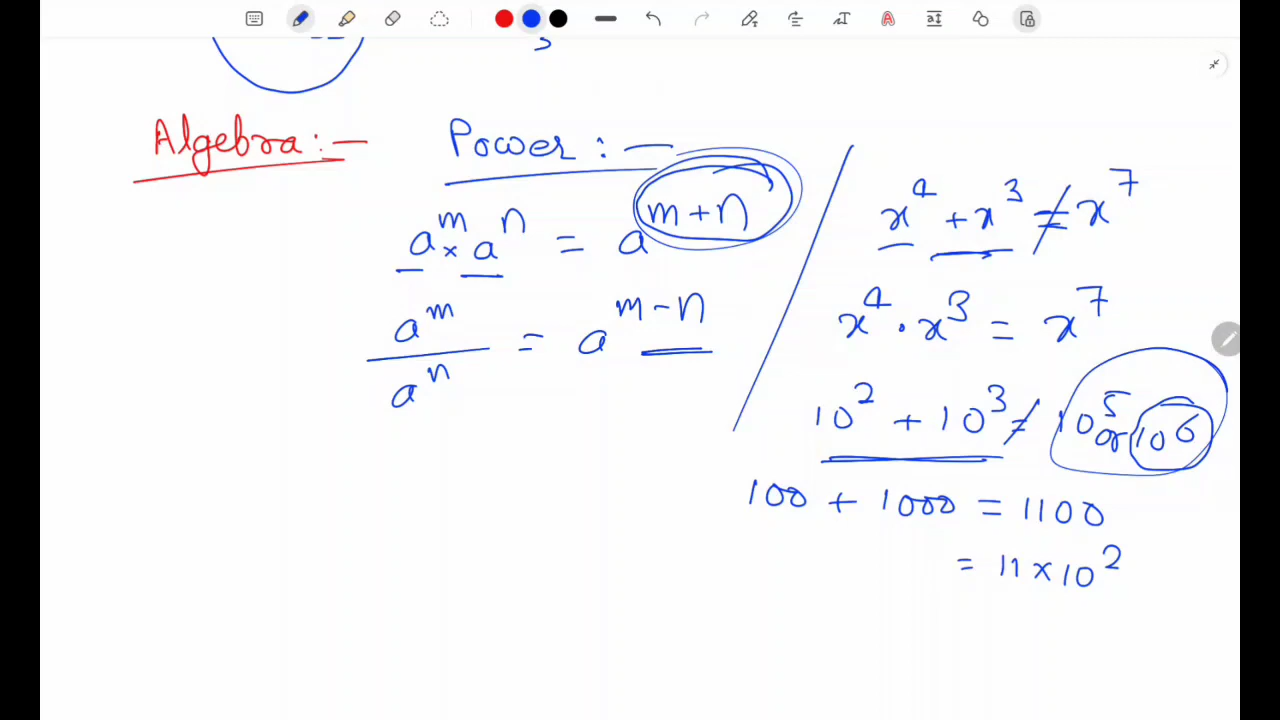 Algebra :—
Power :—
a^m × a^n = a^(m+n)
a^m / a^n = a^(m-n)
x^4 + x^3 ≠ x^7
x^4 · x^3 = x^7
10^2 + 10^3 ≠ 10^5 or 10^6
100 + 1000 = 1100
= 11 × 10^2